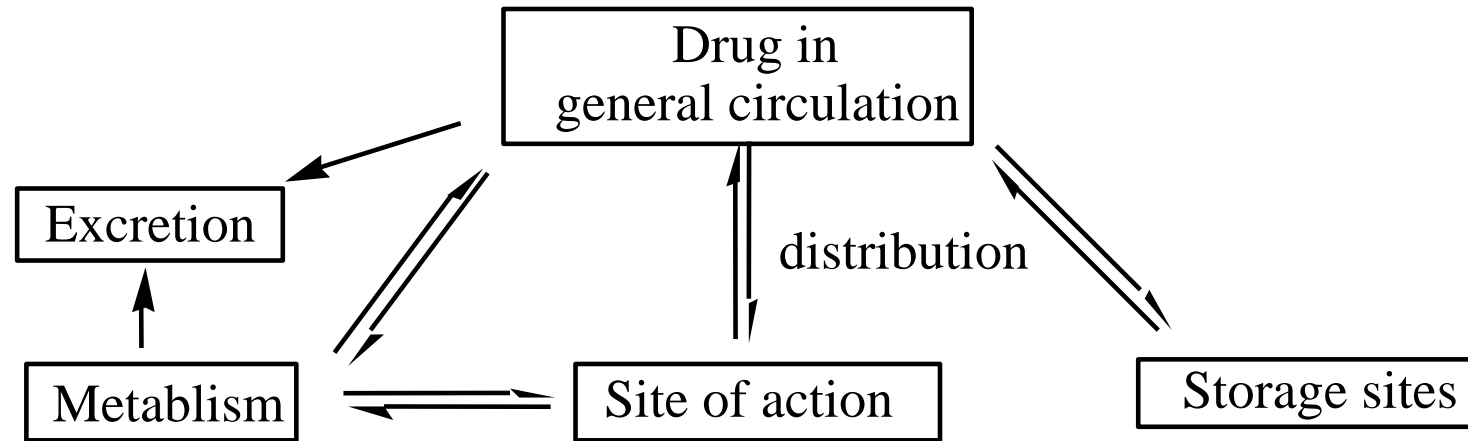 Drug in
general circulation
Excretion
distribution
Metablism
Site of action
Storage sites